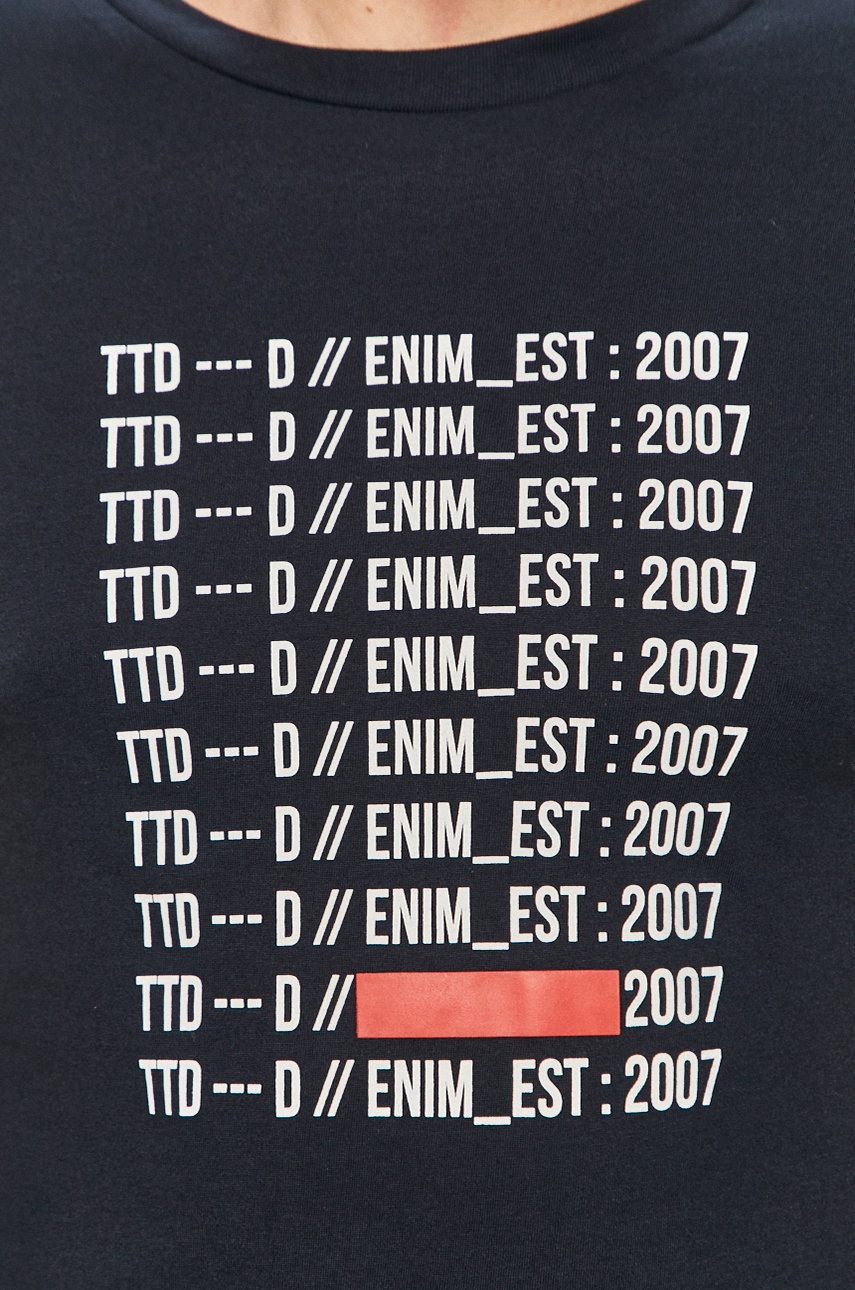 TTD --- D // ENIM_EST : 2007
TTD --- D // ENIM_EST : 2007
TTD --- D // ENIM_EST : 2007
TTD --- D // ENIM_EST : 2007
TTD --- D // ENIM_EST : 2007
TTD --- D // ENIM_EST : 2007
TTD --- D // ENIM_EST : 2007
TTD --- D // ENIM_EST : 2007
TTD --- D // 2007
TTD --- D // ENIM_EST : 2007